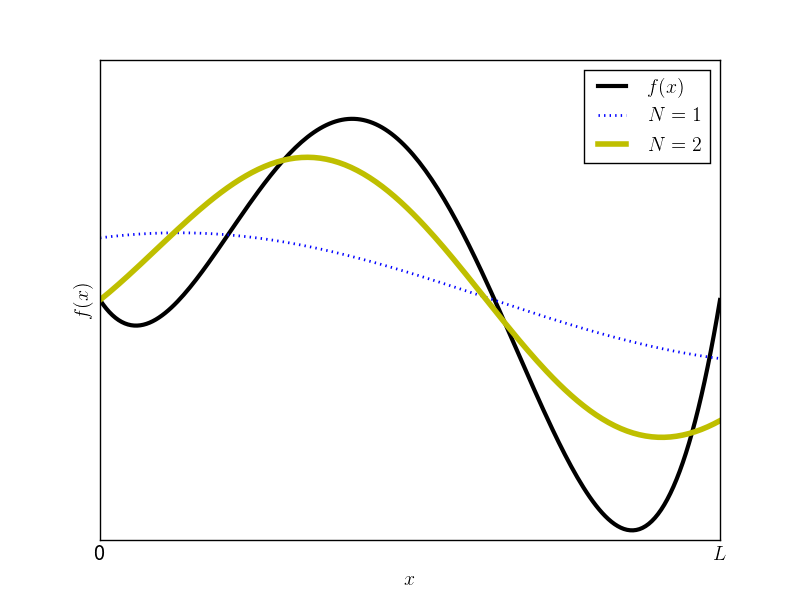 f(x)
N = 1
N = 2
f(x)
0
L
x